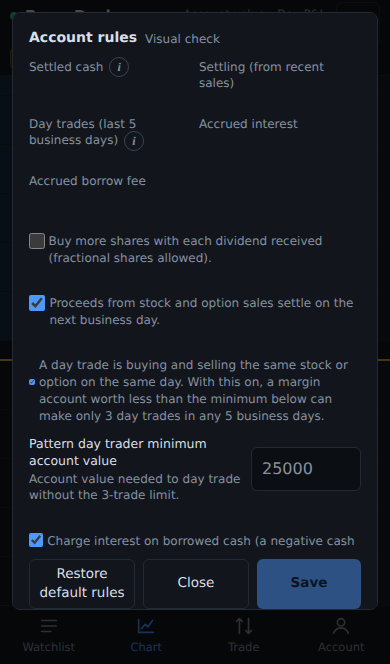 Account rules Visual check
Settled cash i
Settling (from recent
sales)
Day trades (last 5
business days) i
Accrued interest
Accrued borrow fee
Buy more shares with each dividend received
(fractional shares allowed).
Proceeds from stock and option sales settle on the
next business day.
A day trade is buying and selling the same stock or
option on the same day. With this on, a margin
account worth less than the minimum below can
make only 3 day trades in any 5 business days.
Pattern day trader minimum
account value
Account value needed to day trade
without the 3-trade limit.
25000
Charge interest on borrowed cash (a negative cash
Restore
default rules
Close
Save
Watchlist
Chart
Trade
Account